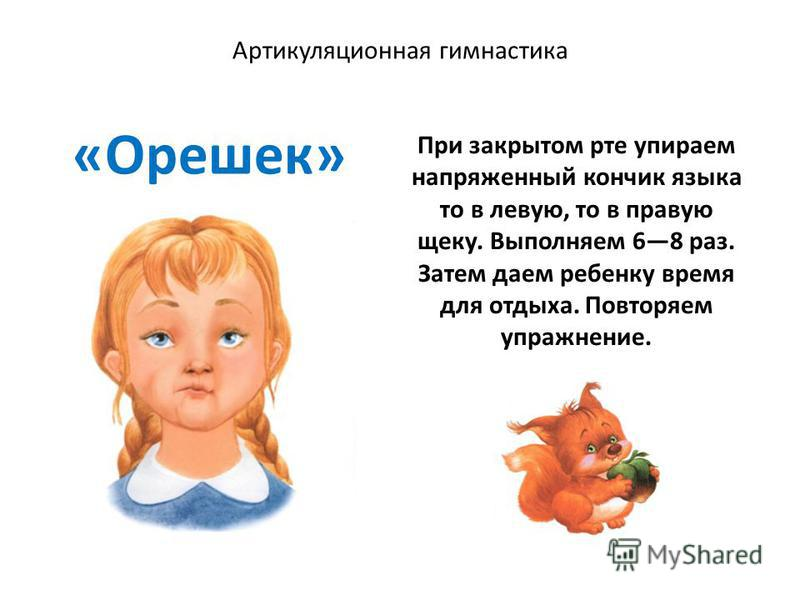 Артикуляционная гимнастика
«Орешек»
При закрытом рте упираем
напряженный кончик языка
то в левую, то в правую
щеку. Выполняем 6—8 раз.
Затем даем ребенку время
для отдыха. Повторяем
упражнение.
MyShared